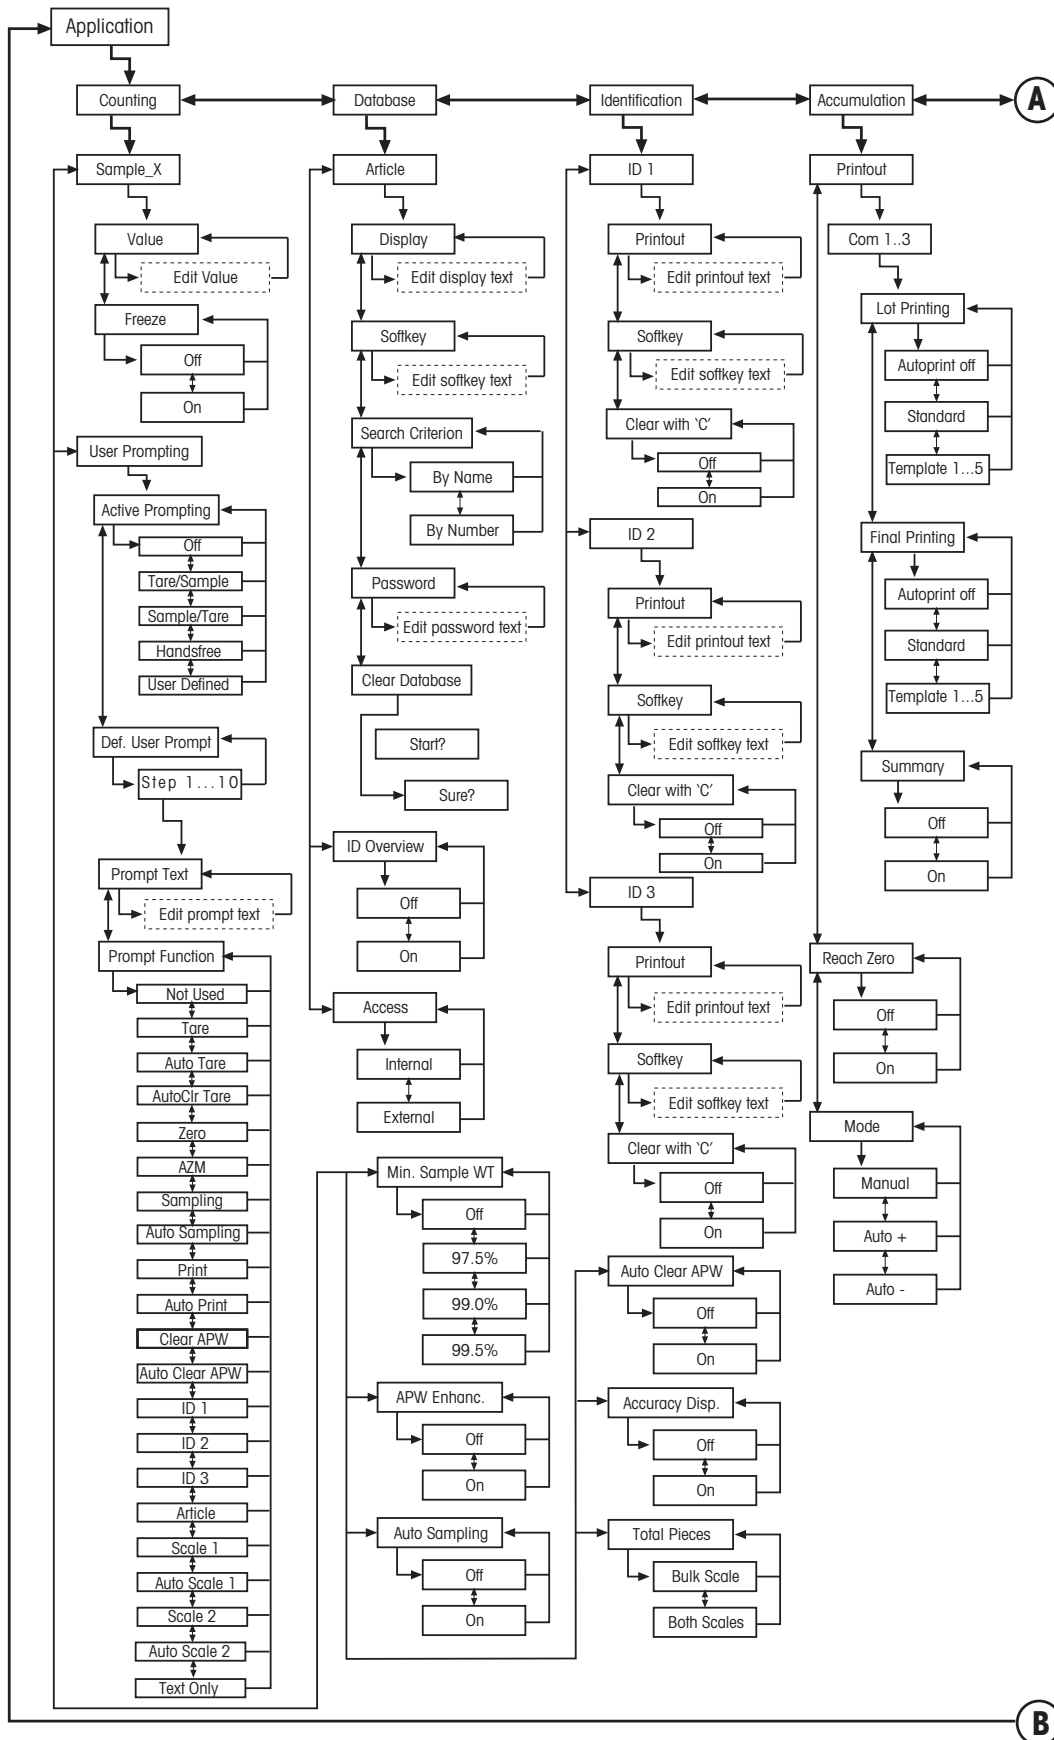 Application
Counting
Database
Identification
Accumulation
A
Sample_X
Value
Edit Value
Freeze
Off
On
User Prompting
Active Prompting
Off
Tare/Sample
Sample/Tare
Handsfree
User Defined
Def. User Prompt
Step 1...10
Prompt Text
Edit prompt text
Prompt Function
Not Used
Tare
Auto Tare
AutoClr Tare
Zero
AZM
Sampling
Auto Sampling
Print
Auto Print
Clear APW
Auto Clear APW
ID 1
ID 2
ID 3
Article
Scale 1
Auto Scale 1
Scale 2
Auto Scale 2
Text Only
Article
Display
Edit display text
Softkey
Edit softkey text
Search Criterion
By Name
By Number
Password
Edit password text
Clear Database
Start?
Sure?
ID Overview
Off
On
Access
Internal
External
Min. Sample WT
Off
97.5%
99.0%
99.5%
APW Enhanc.
Off
On
Auto Sampling
Off
On
ID 1
Printout
Edit printout text
Softkey
Edit softkey text
Clear with ‘C’
Off
On
ID 2
Printout
Edit printout text
Softkey
Edit softkey text
Clear with ‘C’
Off
On
ID 3
Printout
Edit printout text
Softkey
Edit softkey text
Clear with ‘C’
Off
On
Auto Clear APW
Off
On
Accuracy Disp.
Off
On
Total Pieces
Bulk Scale
Both Scales
Printout
Com 1..3
Lot Printing
Autoprint off
Standard
Template 1...5
Final Printing
Autoprint off
Standard
Template 1...5
Summary
Off
On
Reach Zero
Off
On
Mode
Manual
Auto +
Auto -
B